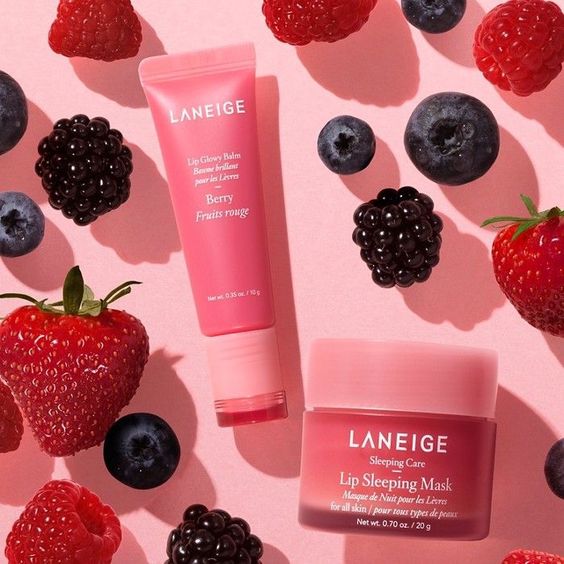 LANEIGE
Lip Glowy Balm
Baume brillant
pour les Lèvres
Berry
Fruits rouge
Net wt. 0.35 oz. / 10 g
LANEIGE
Sleeping Care
Lip Sleeping Mask
Masque de Nuit pour les Lèvres
for all skin / pour tous types de peaux
Net wt. 0.70 oz. / 20 g